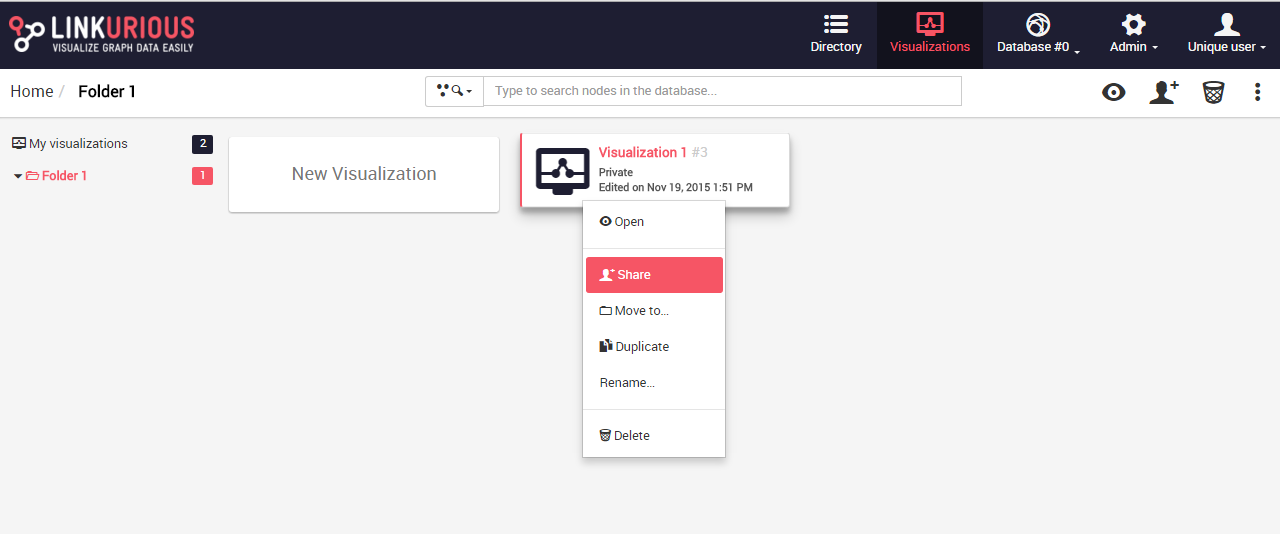 LINKURIOUS
VISUALIZE GRAPH DATA EASILY
Directory
Visualizations
Database #0
Admin
Unique user
Home / Folder 1
Type to search nodes in the database...
My visualizations 2
Folder 1 1
New Visualization
Visualization 1 #3
Private
Edited on Nov 19, 2015 1:51 PM
Open
Share
Move to...
Duplicate
Rename...
Delete